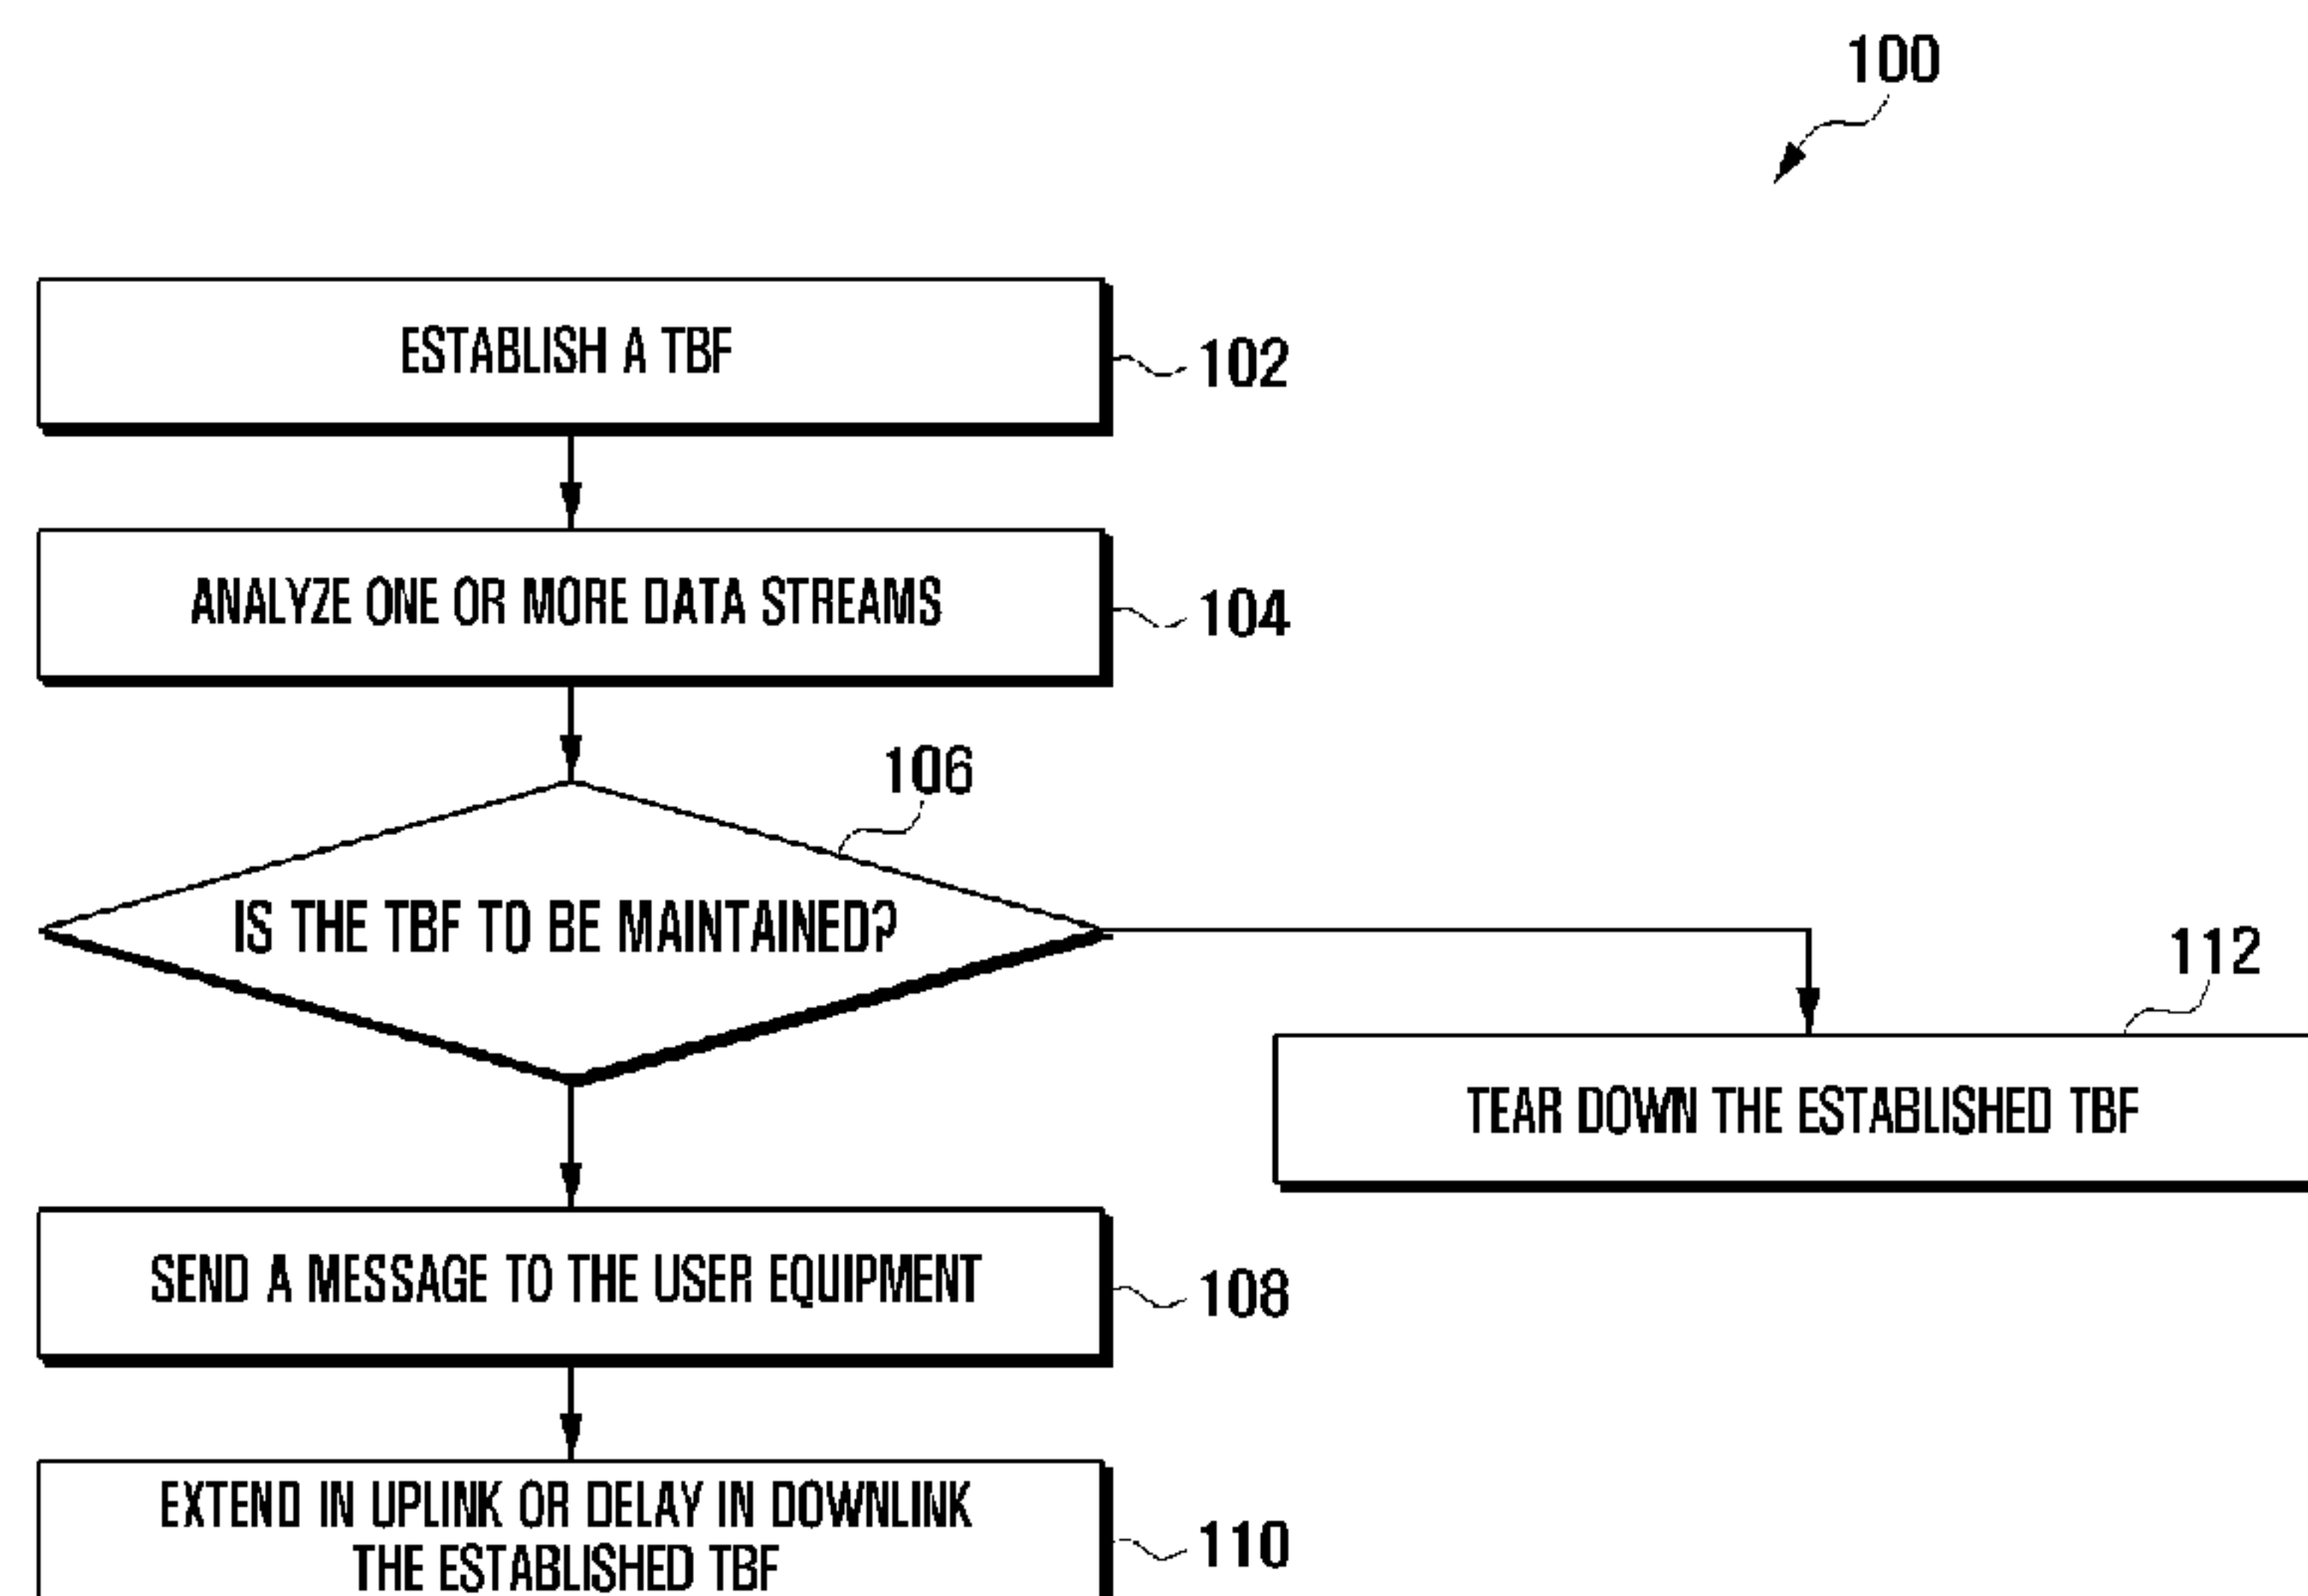 100
ESTABLISH A TBF
102
ANALYZE ONE OR MORE DATA STREAMS
104
106
IS THE TBF TO BE MAINTAINED?
112
TEAR DOWN THE ESTABLISHED TBF
SEND A MESSAGE TO THE USER EQUIPMENT
108
EXTEND IN UPLINK OR DELAY IN DOWNLINK
THE ESTABLISHED TBF
110